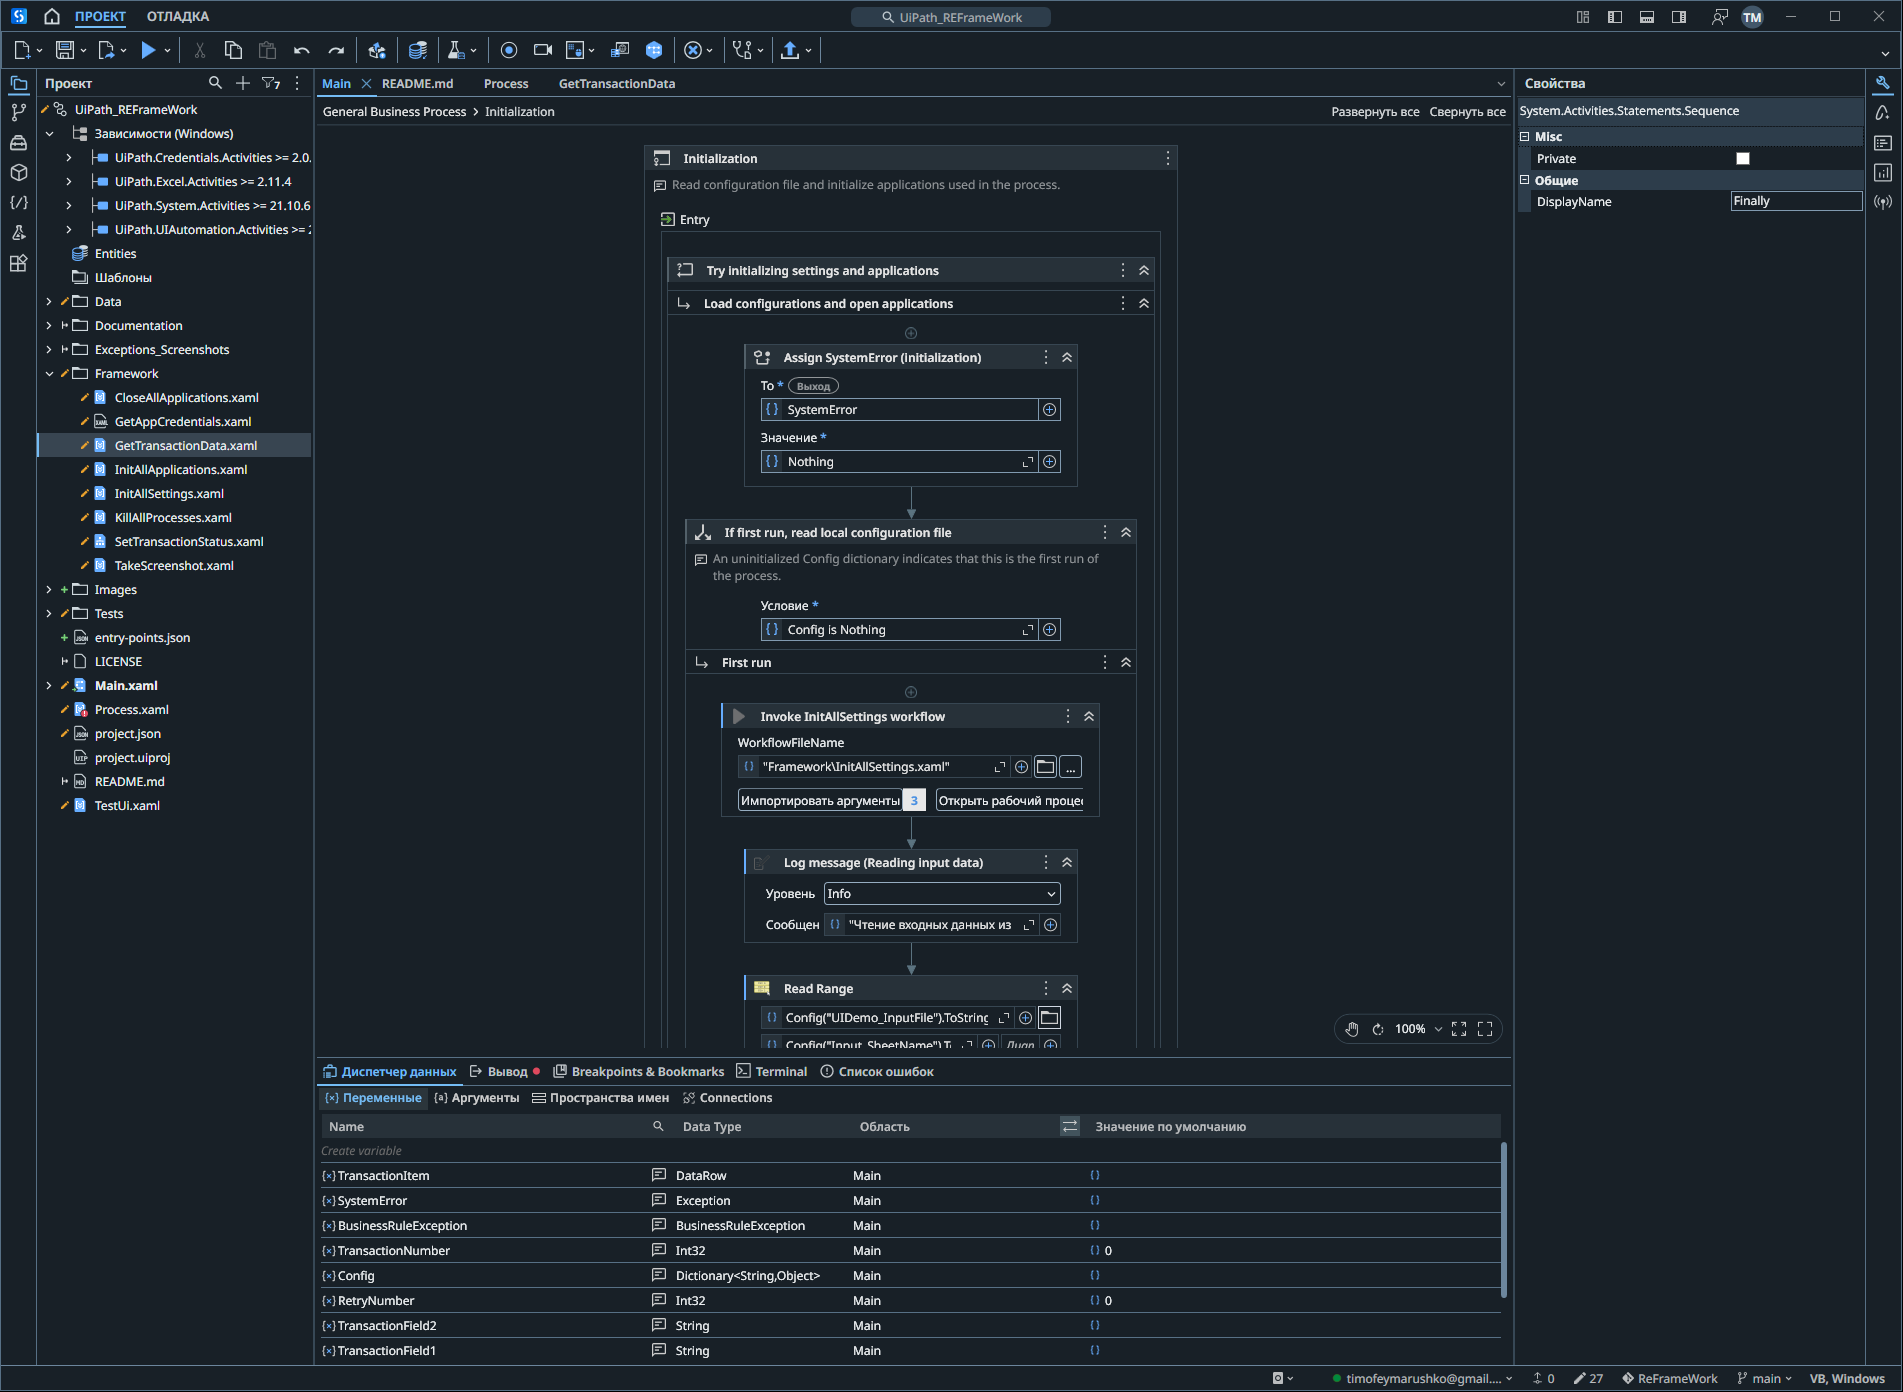 ПРОЕКТ ОТЛАДКА
UiPath_REFrameWork
TM
Проект
7
UiPath_REFrameWork
Зависимости (Windows)
UiPath.Credentials.Activities >= 2.0.
UiPath.Excel.Activities >= 2.11.4
UiPath.System.Activities >= 21.10.6
UiPath.UIAutomation.Activities >= 2
Entities
Шаблоны
Data
Documentation
Exceptions_Screenshots
Framework
CloseAllApplications.xaml
GetAppCredentials.xaml
GetTransactionData.xaml
InitAllApplications.xaml
InitAllSettings.xaml
KillAllProcesses.xaml
SetTransactionStatus.xaml
TakeScreenshot.xaml
Images
Tests
entry-points.json
LICENSE
Main.xaml
Process.xaml
project.json
project.uiproj
README.md
TestUi.xaml
Main README.md Process GetTransactionData
General Business Process > Initialization
Развернуть все Свернуть все
Initialization
Read configuration file and initialize applications used in the process.
Entry
Try initializing settings and applications
Load configurations and open applications
Assign SystemError (initialization)
To * Выход
SystemError
Значение *
Nothing
If first run, read local configuration file
An uninitialized Config dictionary indicates that this is the first run of
the process.
Условие *
Config is Nothing
First run
Invoke InitAllSettings workflow
WorkflowFileName
"Framework\InitAllSettings.xaml"
...
Импортировать аргументы 3 Открыть рабочий процес
Log message (Reading input data)
Уровень Info
Сообщен "Чтение входных данных из
Read Range
Config("UIDemo_InputFile").ToString
Config("Input_SheetName").T Диап
100%
Свойства
System.Activities.Statements.Sequence
Misc
Private
Общие
DisplayName Finally
Диспетчер данных Вывод Breakpoints & Bookmarks Terminal Список ошибок
Переменные Аргументы Пространства имен Connections
Name Data Type Область Значение по умолчанию
Create variable
TransactionItem DataRow Main
SystemError Exception Main
BusinessRuleException BusinessRuleException Main
TransactionNumber Int32 Main 0
Config Dictionary<String,Object> Main
RetryNumber Int32 Main 0
TransactionField2 String Main
TransactionField1 String Main
timofeymarushko@gmail.... 0 27 ReFrameWork main VB, Windows